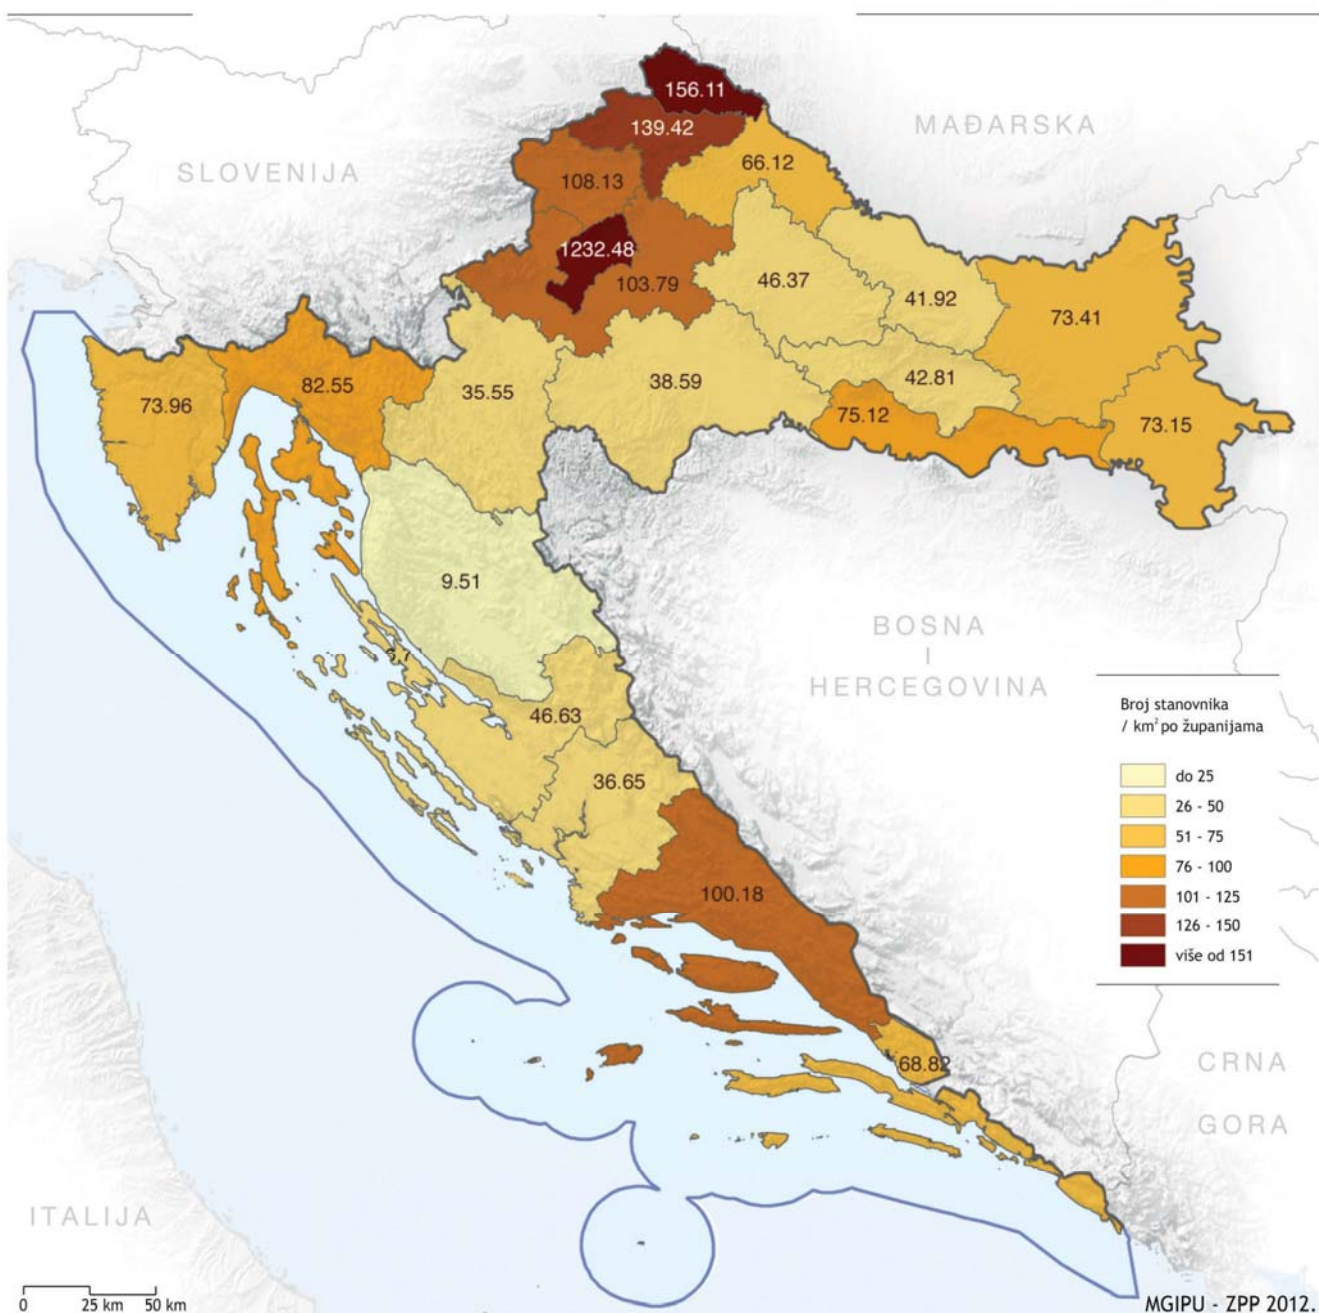 156.11
139.42
MAĐARSKA
SLOVENIJA
66.12
108.13
1232.48
103.79
46.37
41.92
73.41
82.55
35.55
38.59
42.81
73.96
75.12
73.15
9.51
BOSNA
I
HERCEGOVINA
46.63
36.65
Broj stanovnika
/ km² po županijama
do 25
26 - 50
51 - 75
76 - 100
101 - 125
126 - 150
više od 151
100.18
68.82
CRNA
GORA
ITALIJA
0 25 km 50 km
MGIPU - ZPP 2012.